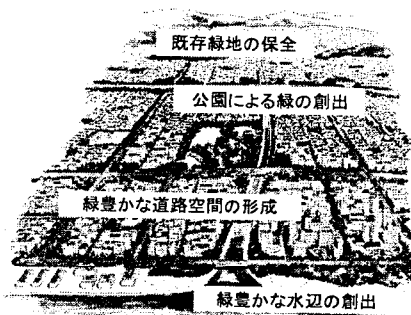 既存緑地の保全
公園による緑の創出
緑豊かな道路空間の形成
緑豊かな水辺の創出